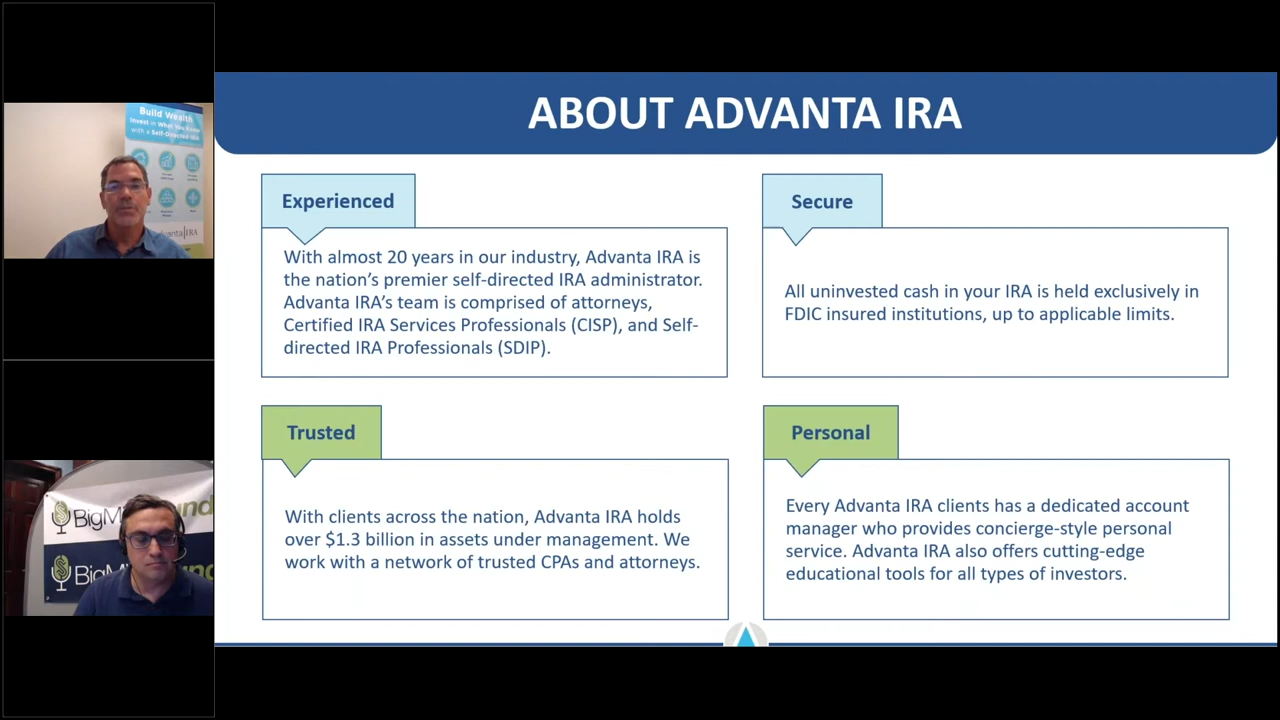 Build Wealth
Invest in What You Know
with a Self-Directed IRA
IRA
BigMi
BigMi
ABOUT ADVANTA IRA
Experienced
With almost 20 years in our industry, Advanta IRA is
the nation's premier self-directed IRA administrator.
Advanta IRA's team is comprised of attorneys,
Certified IRA Services Professionals (CISP), and Self-
directed IRA Professionals (SDIP).
Secure
All uninvested cash in your IRA is held exclusively in
FDIC insured institutions, up to applicable limits.
Trusted
With clients across the nation, Advanta IRA holds
over $1.3 billion in assets under management. We
work with a network of trusted CPAs and attorneys.
Personal
Every Advanta IRA clients has a dedicated account
manager who provides concierge-style personal
service. Advanta IRA also offers cutting-edge
educational tools for all types of investors.